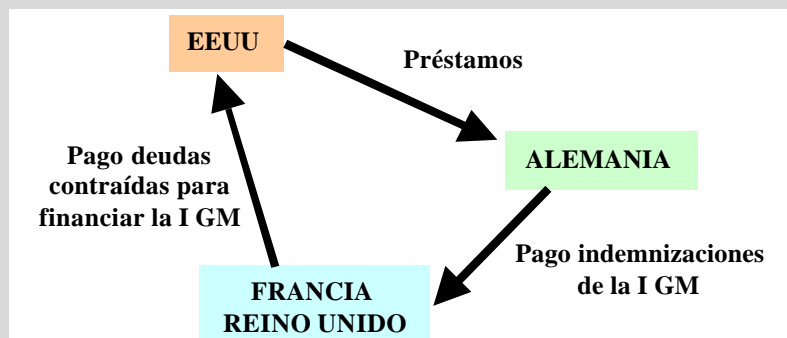 EEUU
Préstamos
ALEMANIA
Pago deudas
contraídas para
financiar la I GM
Pago indemnizaciones
de la I GM
FRANCIA
REINO UNIDO